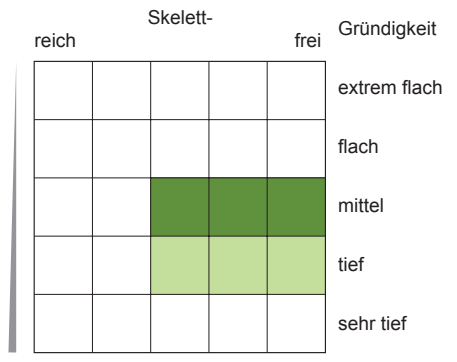 Skelett-
reich frei
Gründigkeit
extrem flach
flach
mittel
tief
sehr tief